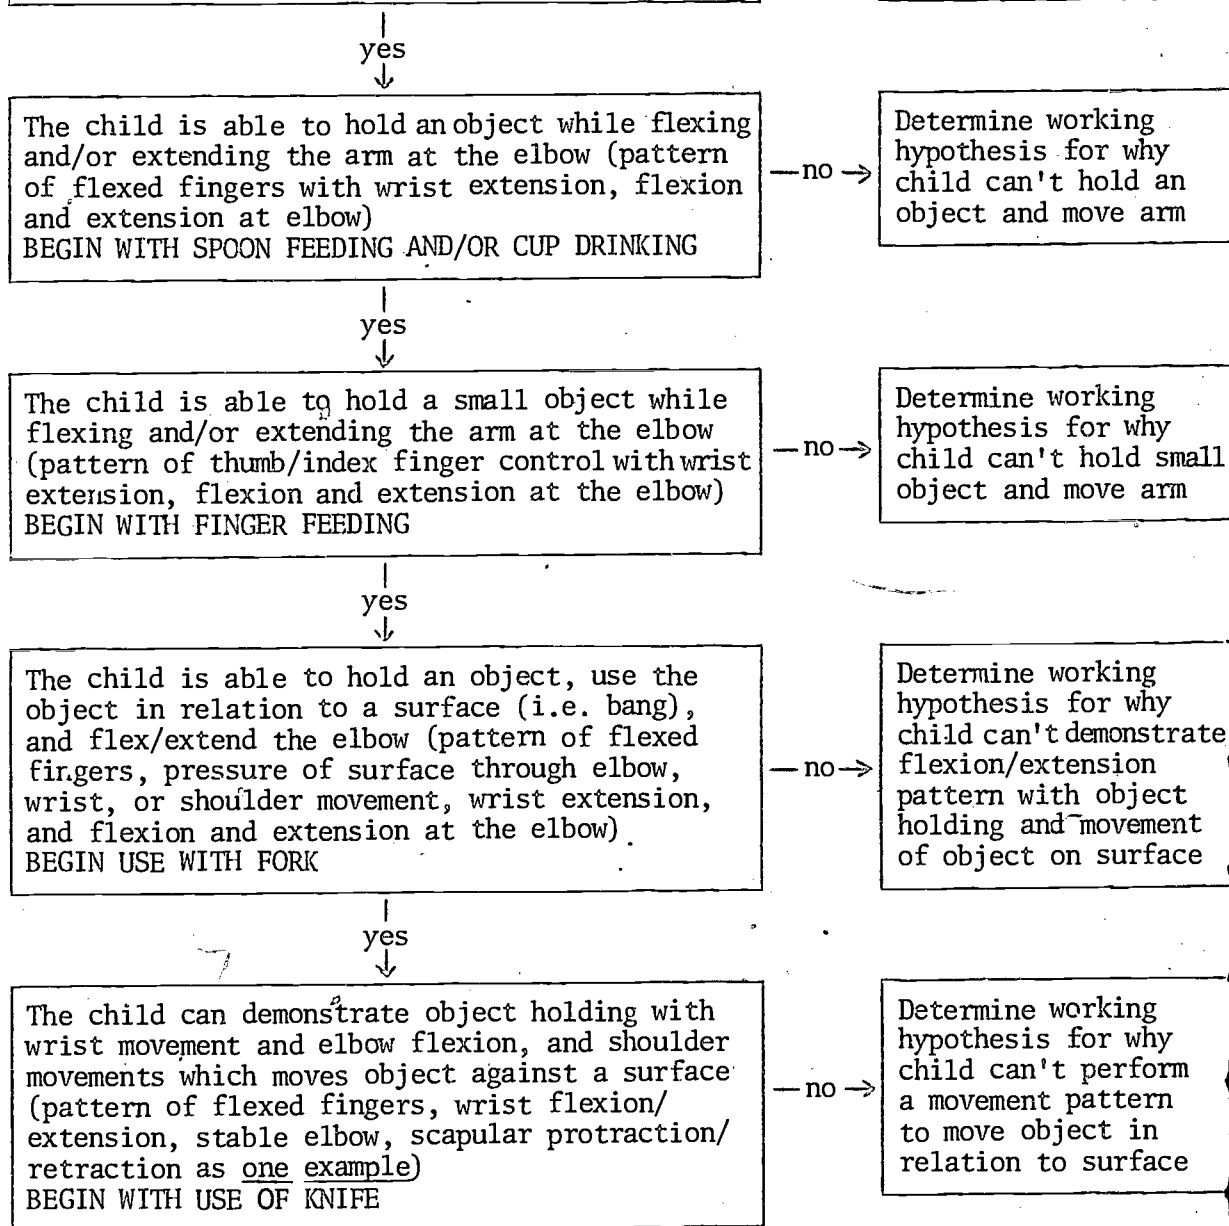 yes
The child is able to hold an object while flexing
and/or extending the arm at the elbow (pattern
of flexed fingers with wrist extension, flexion
and extension at elbow)
BEGIN WITH SPOON FEEDING AND/OR CUP DRINKING
— no →
Determine working
hypothesis for why
child can't hold an
object and move arm
yes
The child is able to hold a small object while
flexing and/or extending the arm at the elbow
(pattern of thumb/index finger control with wrist
extension, flexion and extension at the elbow)
BEGIN WITH FINGER FEEDING
— no →
Determine working
hypothesis for why
child can't hold small
object and move arm
yes
The child is able to hold an object, use the
object in relation to a surface (i.e. bang),
and flex/extend the elbow (pattern of flexed
fingers, pressure of surface through elbow,
wrist, or shoulder movement, wrist extension,
and flexion and extension at the elbow)
BEGIN USE WITH FORK
— no →
Determine working
hypothesis for why
child can't demonstrate
flexion/extension
pattern with object
holding and movement
of object on surface
yes
The child can demonstrate object holding with
wrist movement and elbow flexion, and shoulder
movements which moves object against a surface
(pattern of flexed fingers, wrist flexion/
extension, stable elbow, scapular protraction/
retraction as one example)
BEGIN WITH USE OF KNIFE
— no →
Determine working
hypothesis for why
child can't perform
a movement pattern
to move object in
relation to surface